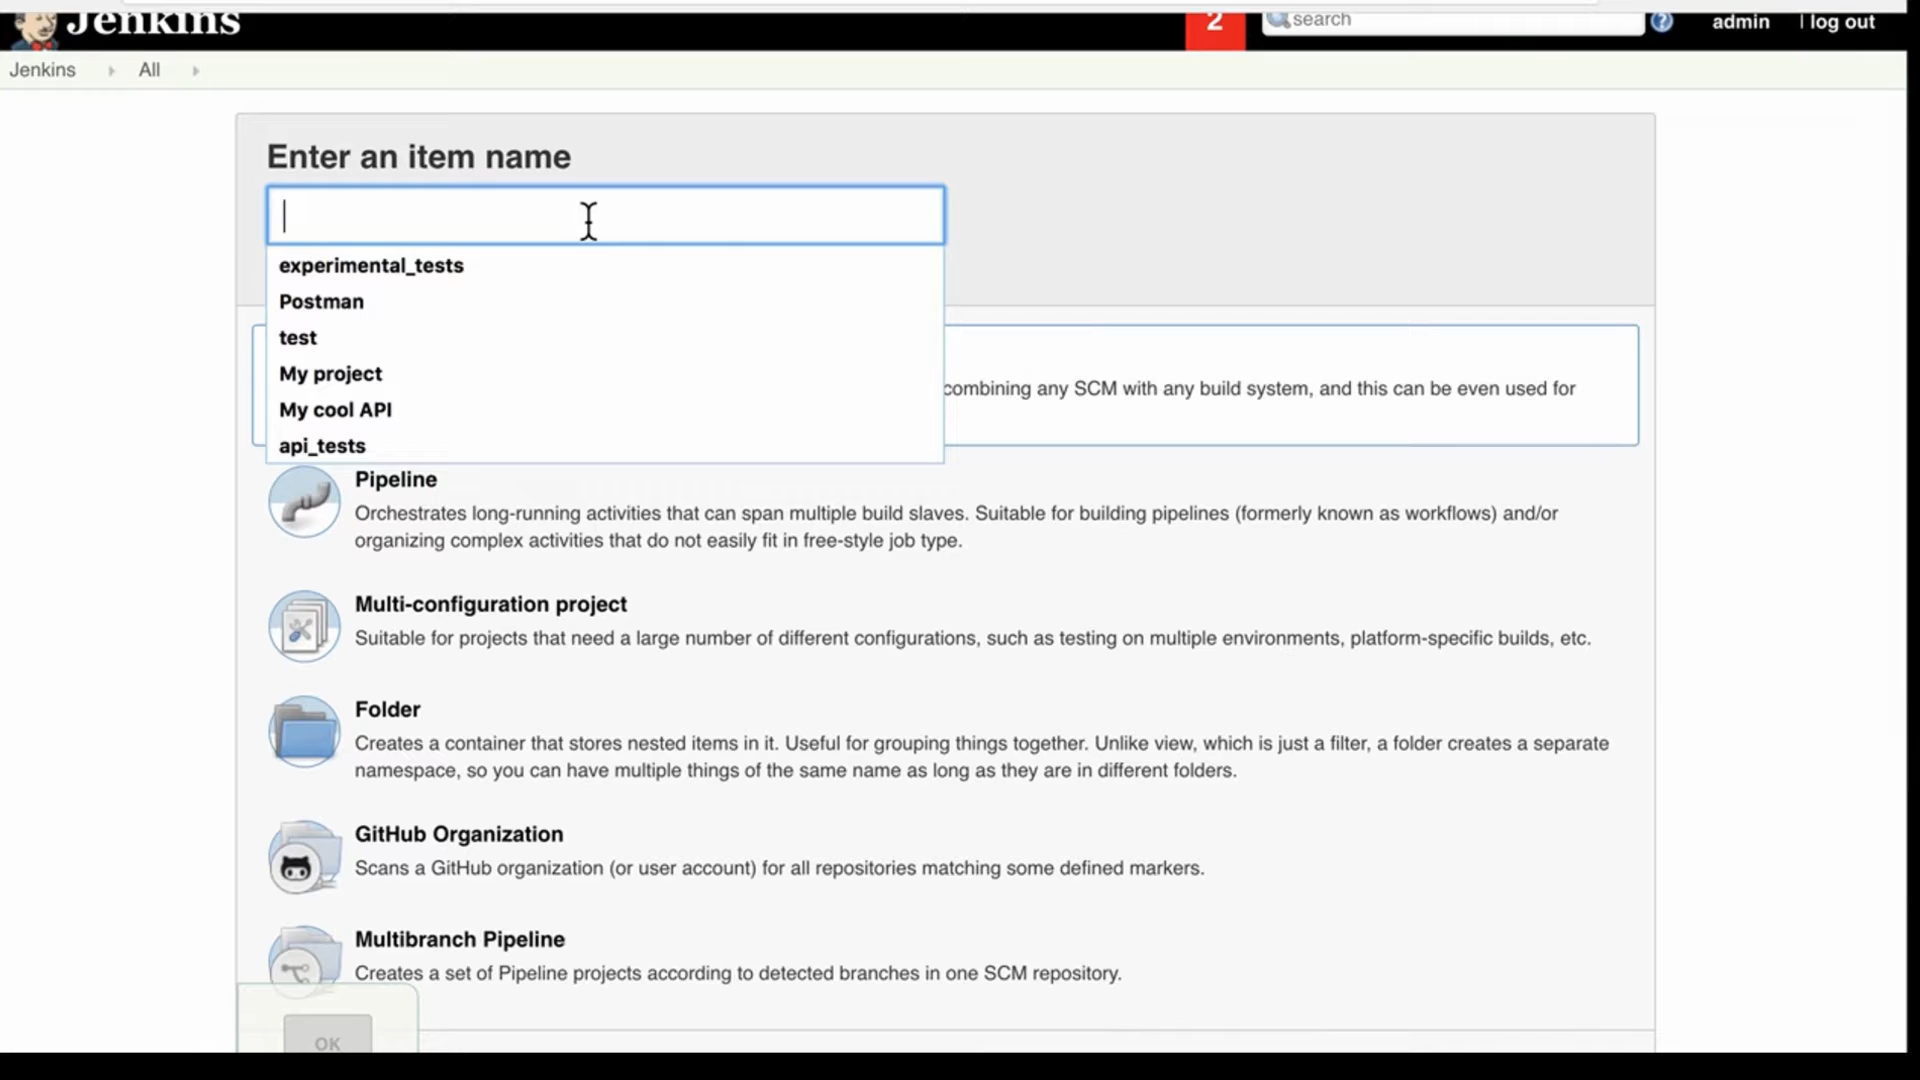 Jenkins
2
search
?
admin
| log out
Jenkins
All
Enter an item name
experimental_tests
Postman
test
My project
My cool API
api_tests
combining any SCM with any build system, and this can be even used for
Pipeline
Orchestrates long-running activities that can span multiple build slaves. Suitable for building pipelines (formerly known as workflows) and/or
organizing complex activities that do not easily fit in free-style job type.
Multi-configuration project
Suitable for projects that need a large number of different configurations, such as testing on multiple environments, platform-specific builds, etc.
Folder
Creates a container that stores nested items in it. Useful for grouping things together. Unlike view, which is just a filter, a folder creates a separate
namespace, so you can have multiple things of the same name as long as they are in different folders.
GitHub Organization
Scans a GitHub organization (or user account) for all repositories matching some defined markers.
Multibranch Pipeline
Creates a set of Pipeline projects according to detected branches in one SCM repository.
OK